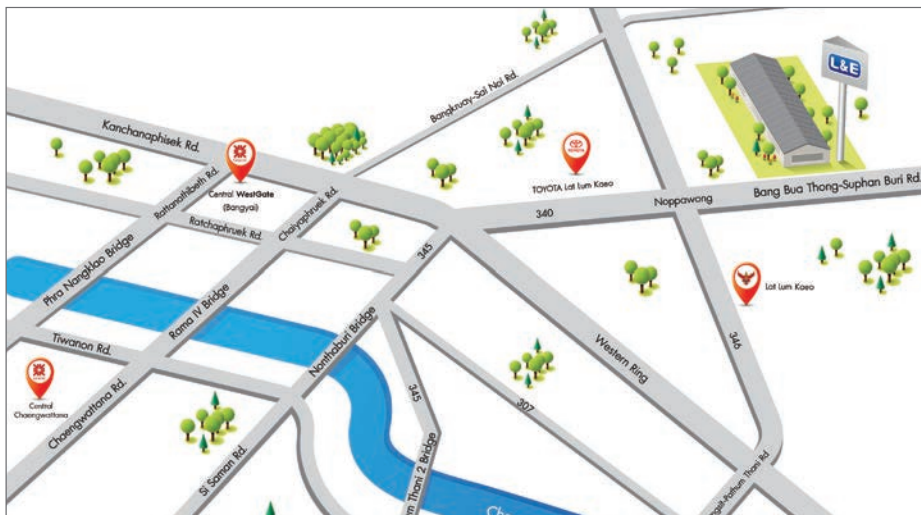 L&E
Bangkruay-Sai Noi Rd.
Kanchanaphisek Rd.
TOYOTA
TOYOTA Lat Lum Kaeo
Central WestGate
(Bangyai)
Rattanathibeth Rd.
Chaiyaphruek Rd.
Ratchaphruek Rd.
340
Noppawong
Bang Bua Thong-Suphan Buri Rd.
345
Phra Nangklao Bridge
Rama IV Bridge
Nonthaburi Bridge
Lat Lum Kaeo
346
Western Ring
Tiwanon Rd.
Central
Chaengwattana
Chaengwattana Rd.
345
307
Si Saman Rd.
Thani 2 Bridge
Pathum Thani Rd